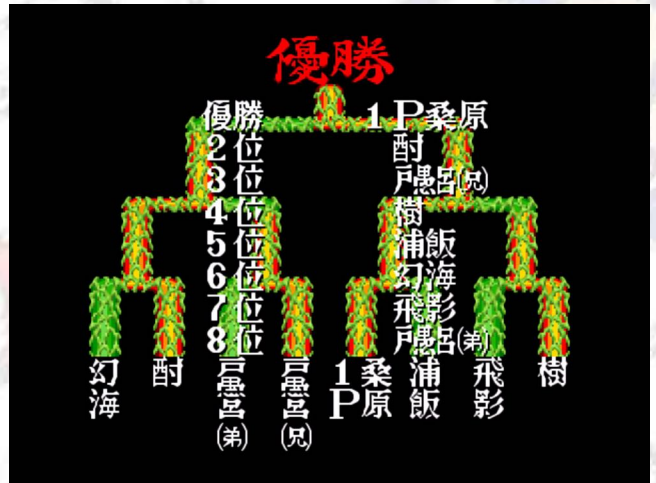 優勝
優勝 1P桑原
2位 酎
3位 戸愚呂(兄)
4位 樹
5位 浦飯
6位 幻海
7位 飛影
8位 戸愚呂(弟)
幻海
酎
戸愚呂(弟)
戸愚呂(兄)
1P桑原
浦飯
飛影
樹